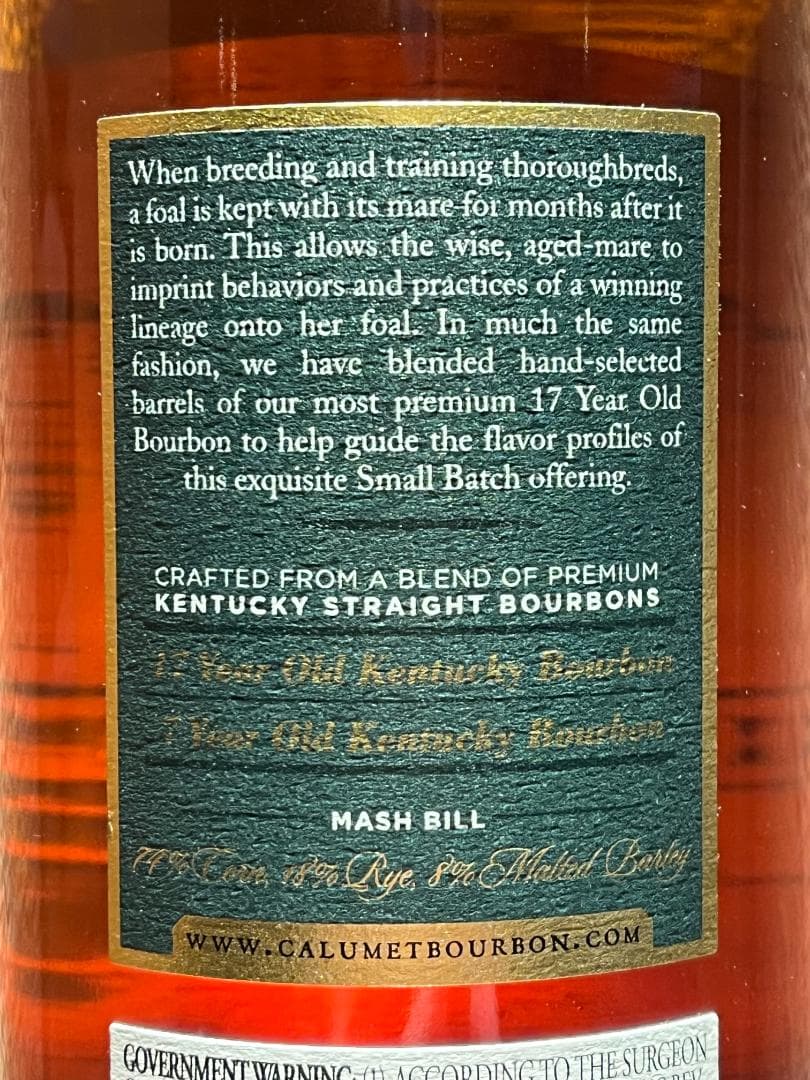 When breeding and training thoroughbreds,
a foal is kept with its mare for months after it
is born. This allows the wise, aged-mare to
imprint behaviors and practices of a winning
lineage onto her foal. In much the same
fashion, we have blended hand-selected
barrels of our most premium 17 Year Old
Bourbon to help guide the flavor profiles of
this exquisite Small Batch offering.
CRAFTED FROM A BLEND OF PREMIUM
KENTUCKY STRAIGHT BOURBONS
17 Year Old Kentucky Bourbon
7 Year Old Kentucky Bourbon
MASH BILL
74% Corn, 18% Rye, 8% Malted Barley
WWW.CALUMETBOURBON.COM
GOVERNMENT WARNING: (1) ACCORDING TO THE SURGEON